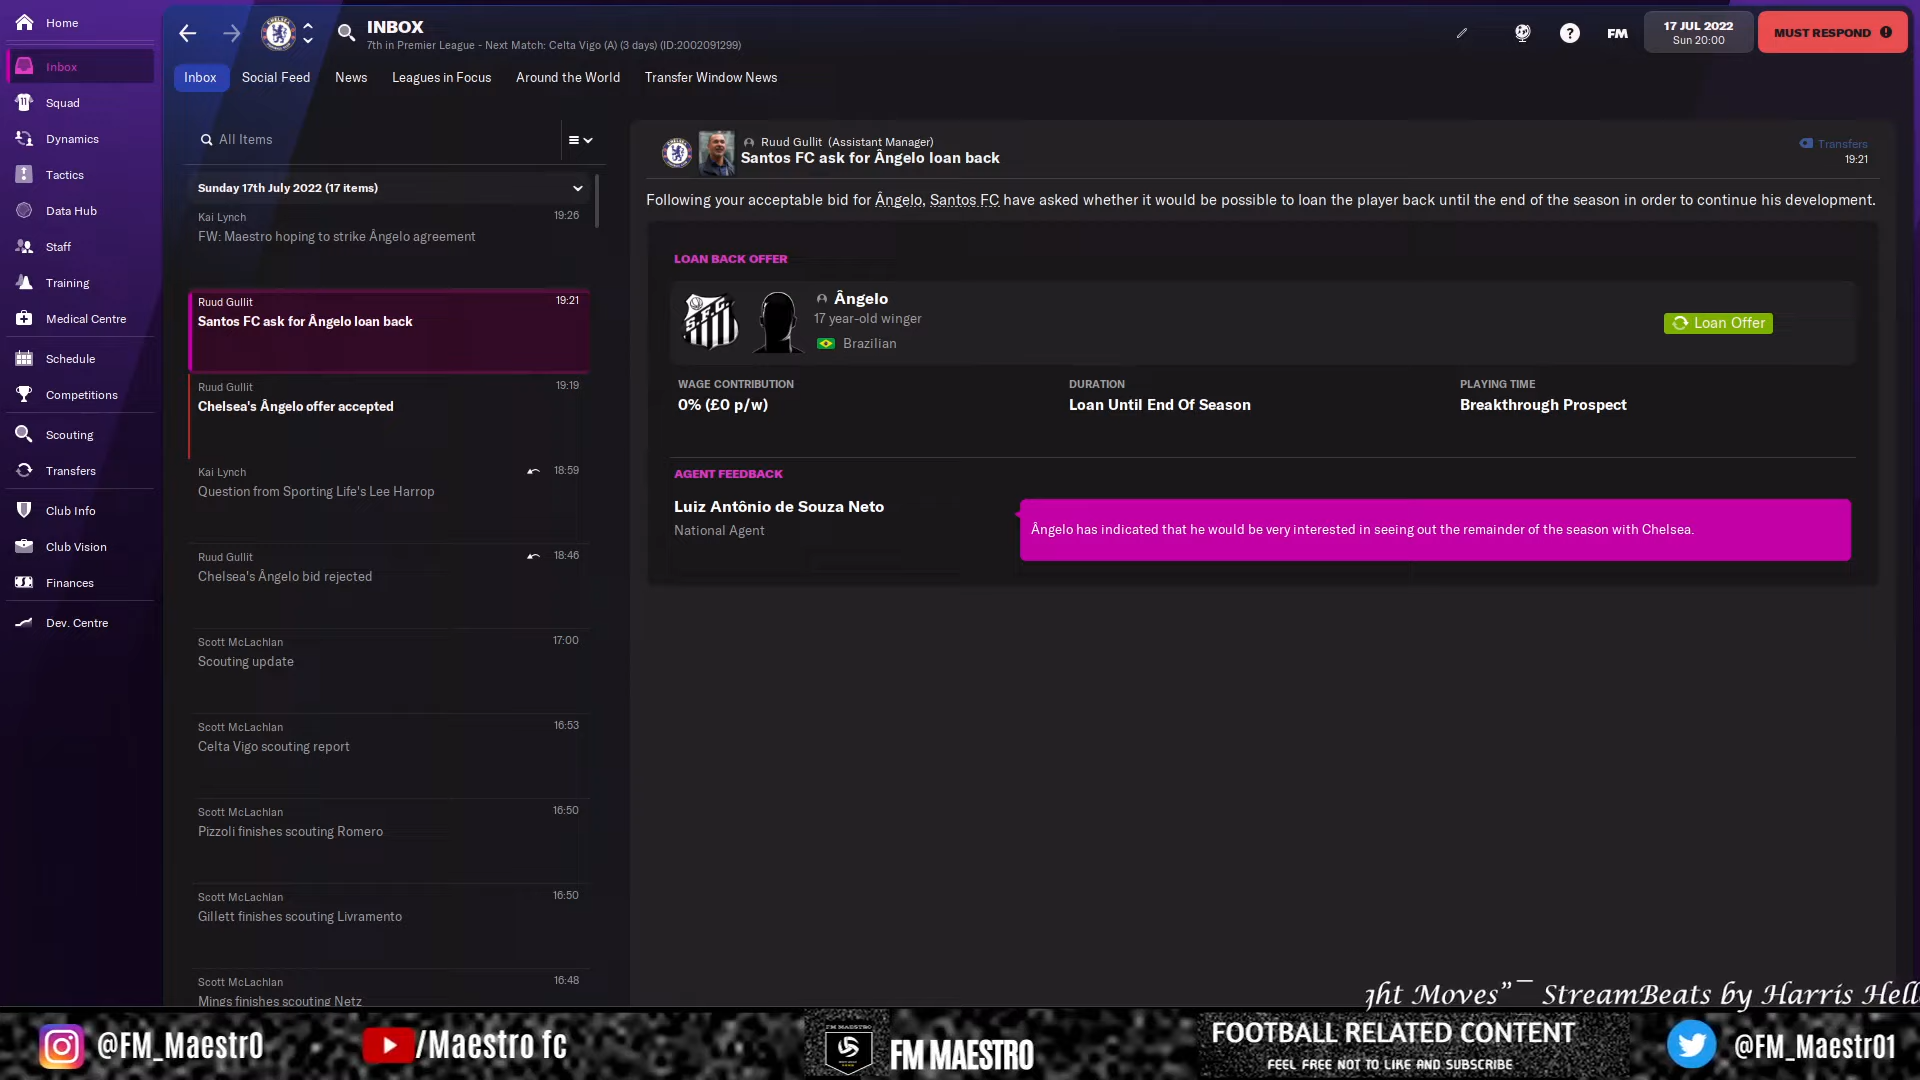 Home
Inbox
Squad
Dynamics
Tactics
Data Hub
Staff
Training
Medical Centre
Schedule
Competitions
Scouting
Transfers
Club Info
Club Vision
Finances
Dev. Centre
INBOX
7th in Premier League - Next Match: Celta Vigo (A) (3 days) (ID:2002091299)
FM
17 JUL 2022
Sun 20:00
MUST RESPOND
Inbox Social Feed News Leagues in Focus Around the World Transfer Window News
All Items
Sunday 17th July 2022 (17 items)
Kai Lynch 19:26
FW: Maestro hoping to strike Ângelo agreement
Ruud Gullit 19:21
Santos FC ask for Ângelo loan back
Ruud Gullit 19:19
Chelsea's Ângelo offer accepted
Kai Lynch 18:59
Question from Sporting Life's Lee Harrop
Ruud Gullit 18:46
Chelsea's Ângelo bid rejected
Scott McLachlan 17:00
Scouting update
Scott McLachlan 16:53
Celta Vigo scouting report
Scott McLachlan 16:50
Pizzoli finishes scouting Romero
Scott McLachlan 16:50
Gillett finishes scouting Livramento
Scott McLachlan 16:48
Mings finishes scouting Netz
Ruud Gullit (Assistant Manager)
Santos FC ask for Ângelo loan back
Transfers
19:21
Following your acceptable bid for Ângelo, Santos FC have asked whether it would be possible to loan the player back until the end of the season in order to continue his development.
LOAN BACK OFFER
S.F.C
Ângelo
17 year-old winger
Brazilian
Loan Offer
WAGE CONTRIBUTION DURATION PLAYING TIME
0% (£0 p/w) Loan Until End Of Season Breakthrough Prospect
AGENT FEEDBACK
Luiz Antônio de Souza Neto
National Agent
Ângelo has indicated that he would be very interested in seeing out the remainder of the season with Chelsea.
ght Moves” StreamBeats by Harris Hell
@FM_Maestr0
/Maestro fc
FM MAESTRO
FM MAESTRO
FOOTBALL RELATED CONTENT
FEEL FREE NOT TO LIKE AND SUBSCRIBE
@FM_Maestr01